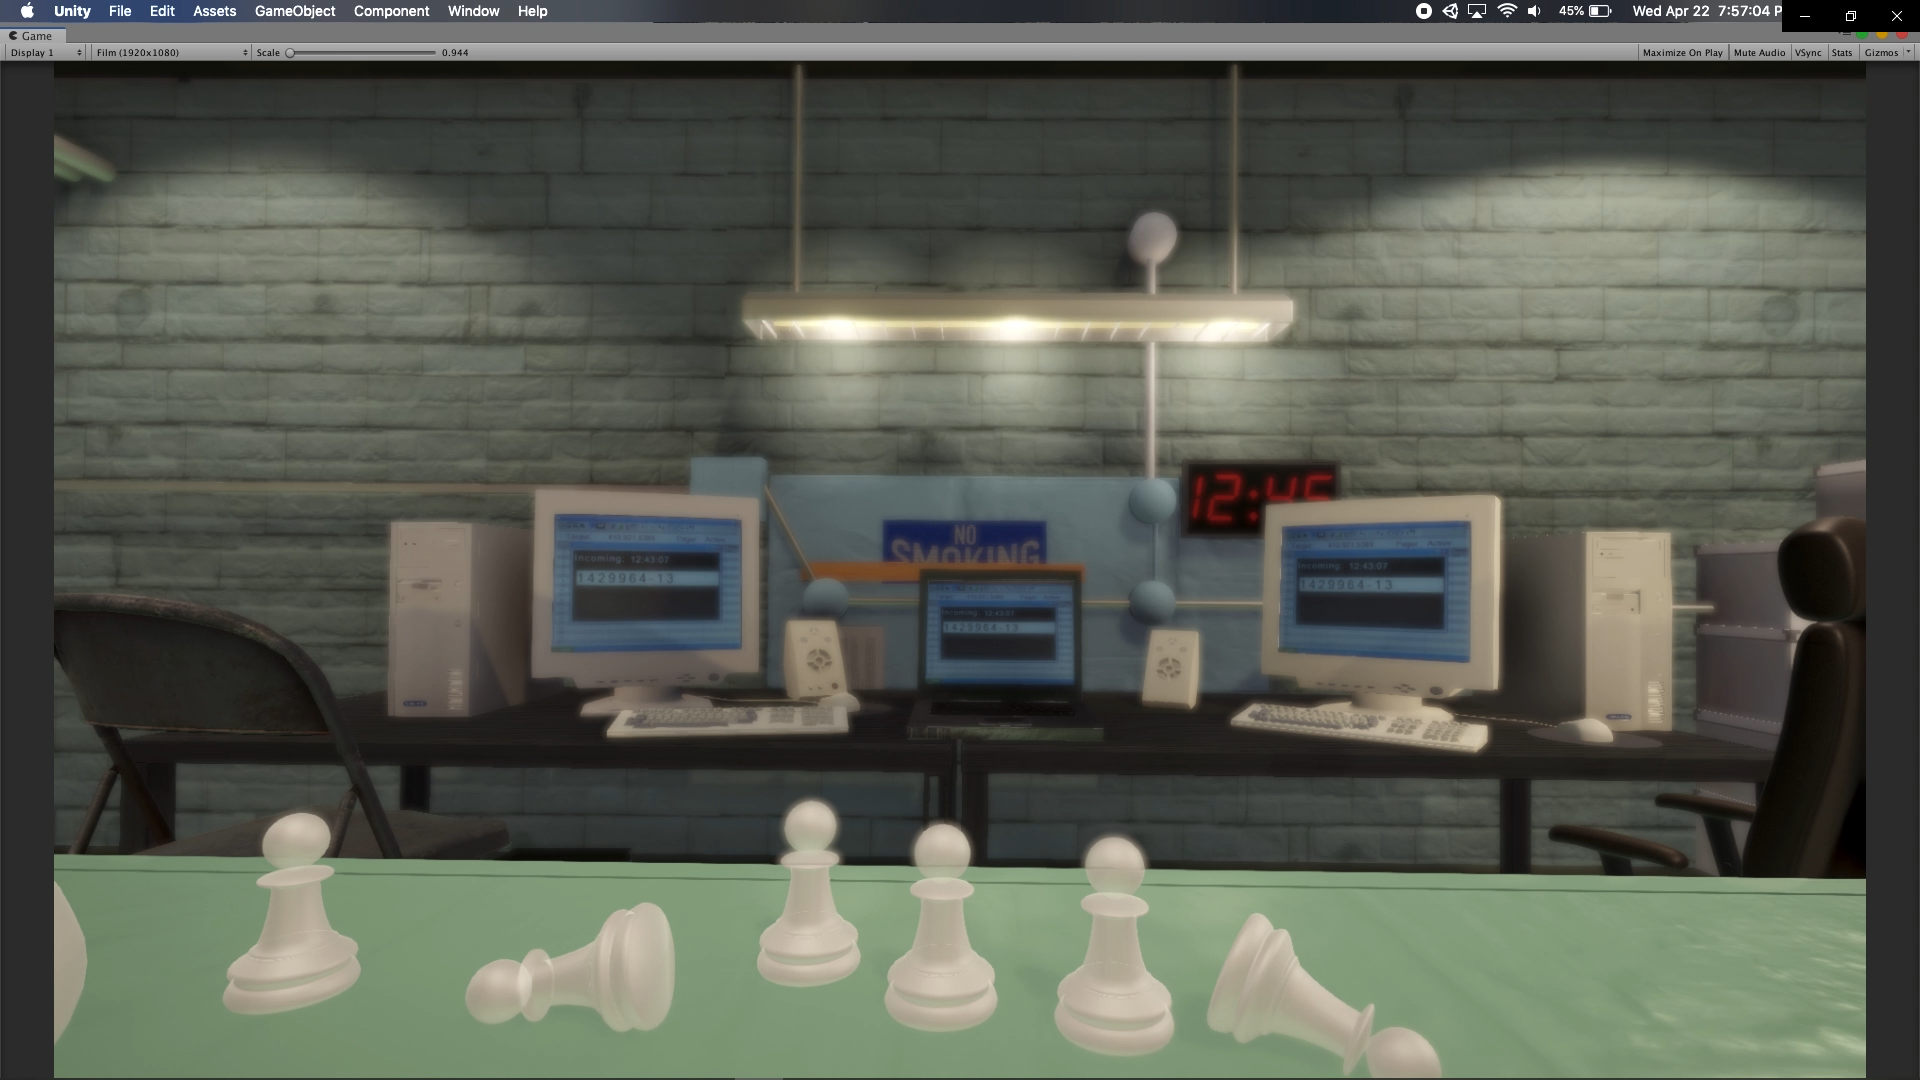 Unity File Edit Assets GameObject Component Window Help
45% Wed Apr 22 7:57:04 P
Game
Display 1 Film (1920x1080) Scale 0.944 Maximize On Play Mute Audio VSync Stats Gizmos
12:45
NO
SMOKING
Incoming: 12:43:07
1429964-13
Incoming: 12:43:07
1429964-13
Incoming: 12:43:07
1429964-13